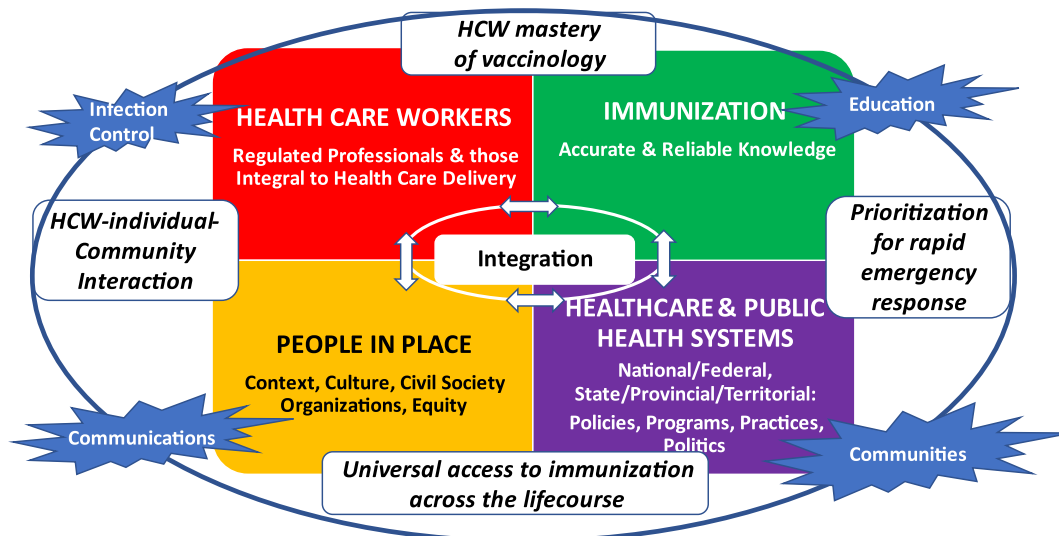 HCW mastery
of vaccinology
Infection
Control
Education
HEALTH CARE WORKERS
Regulated Professionals & those
Integral to Health Care Delivery
IMMUNIZATION
Accurate & Reliable Knowledge
HCW-individual-
Community
Interaction
Integration
Prioritization
for rapid
emergency
response
PEOPLE IN PLACE
Context, Culture, Civil Society
Organizations, Equity
HEALTHCARE & PUBLIC
HEALTH SYSTEMS
National/Federal,
State/Provincial/Territorial:
Policies, Programs, Practices,
Politics
Communications
Communities
Universal access to immunization
across the lifecourse